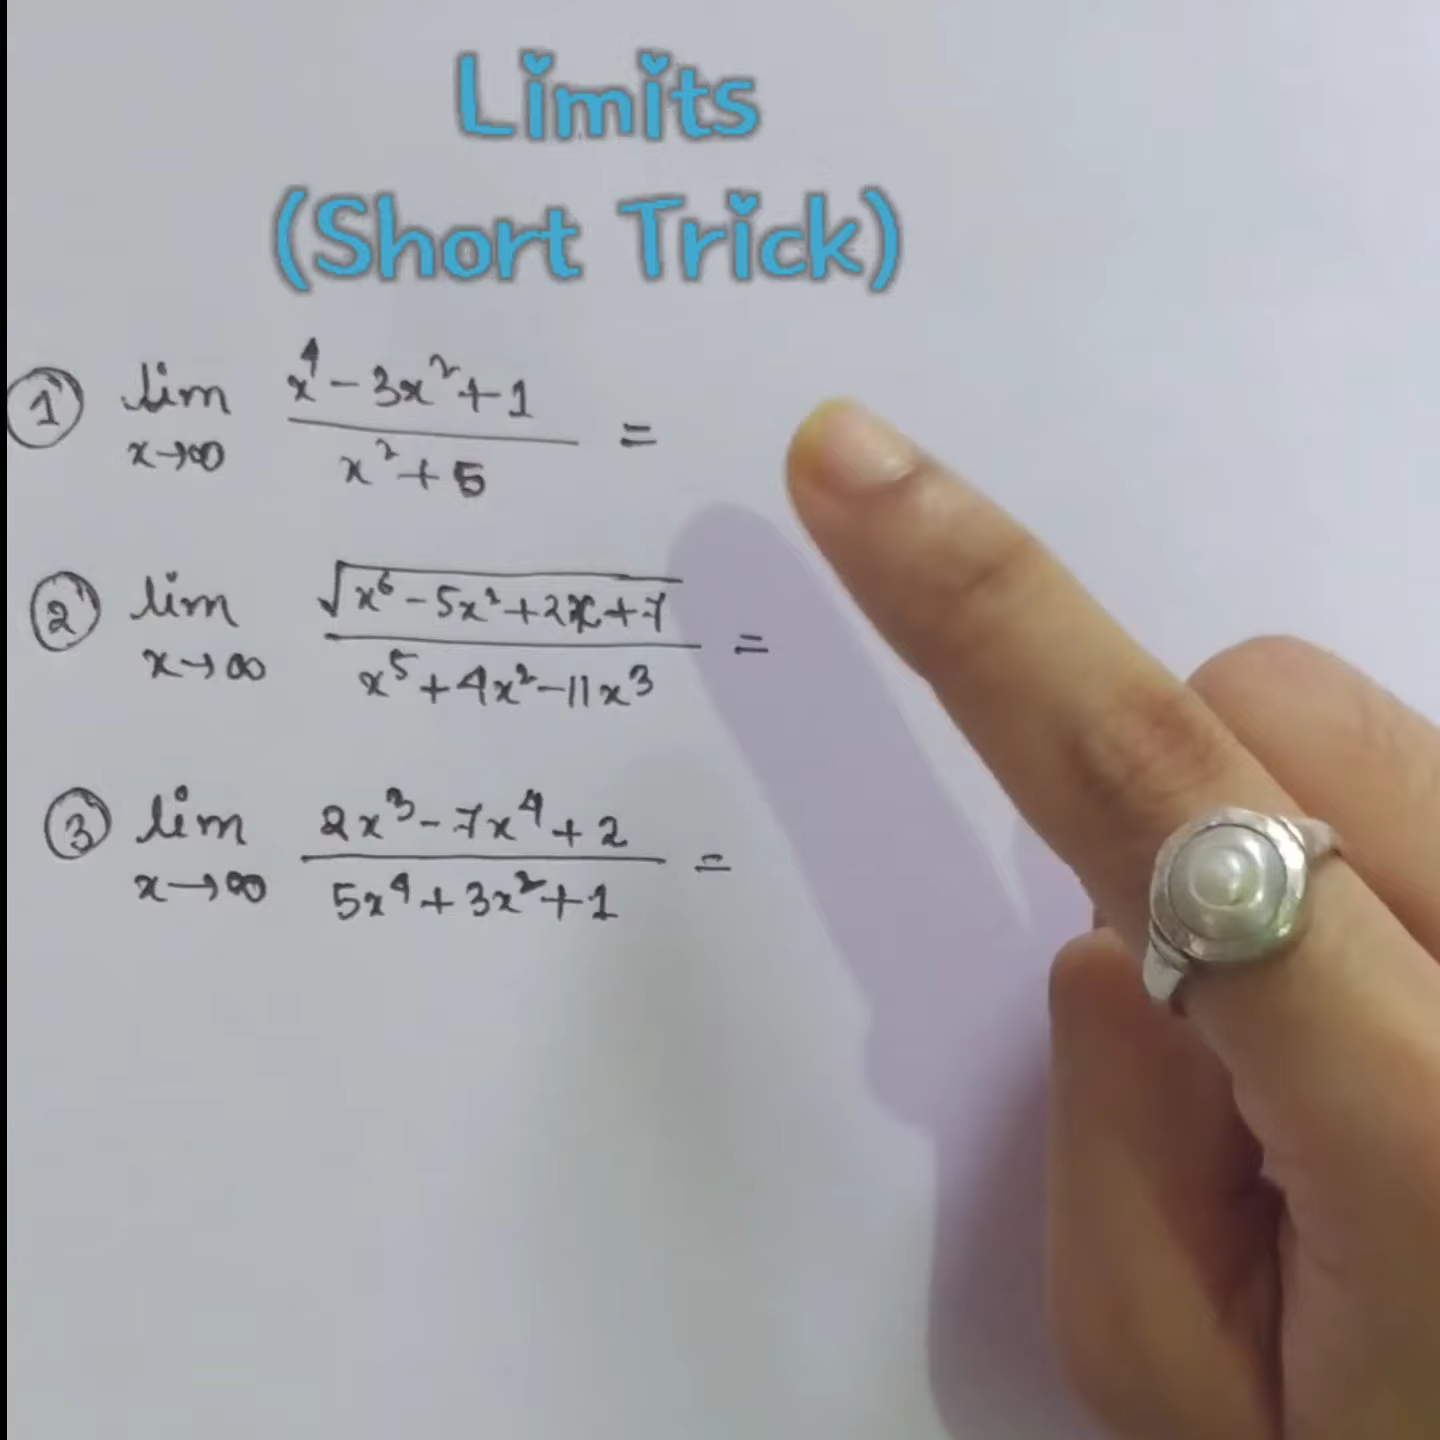 Limits
(Short Trick)
① lim x→∞ (x⁴ - 3x² + 1) / (x² + 5) =
② lim x→∞ √(x⁶ - 5x² + 2x + 7) / (x⁵ + 4x² - 11x³) =
③ lim x→∞ (2x³ - 7x⁴ + 2) / (5x⁴ + 3x² + 1) =